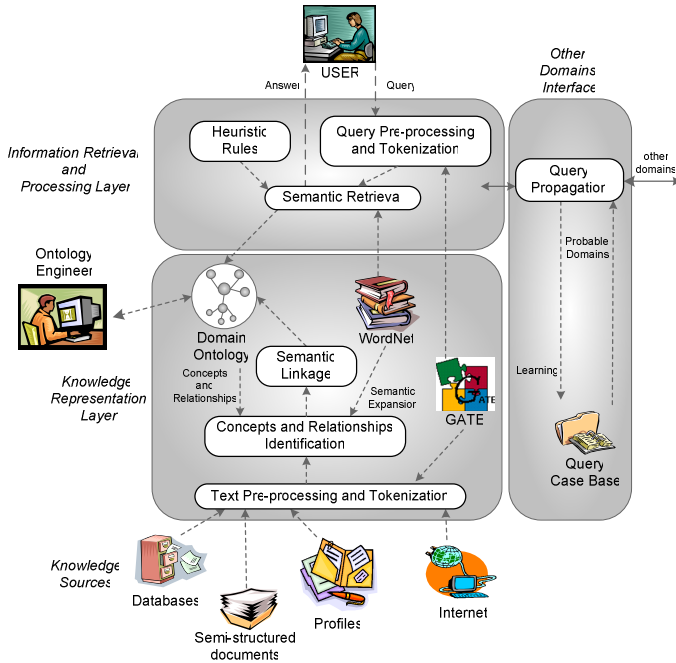 USER
Answer
Query
Other
Domains
Interface
Heuristic
Rules
Query Pre-processing
and Tokenization
Information Retrieval
and
Processing Layer
Semantic Retrieval
Query
Propagation
other
domains
Probable
Domains
Ontology
Engineer
Domain
Ontology
WordNet
Semantic
Linkage
Concepts
and
Relationships
Semantic
Expansion
Learning
Knowledge
Representation
Layer
GATE
GATE
Concepts and Relationships
Identification
Query
Case Base
Text Pre-processing and Tokenization
Knowledge
Sources
Databases
Semi-structured
documents
Profiles
Internet